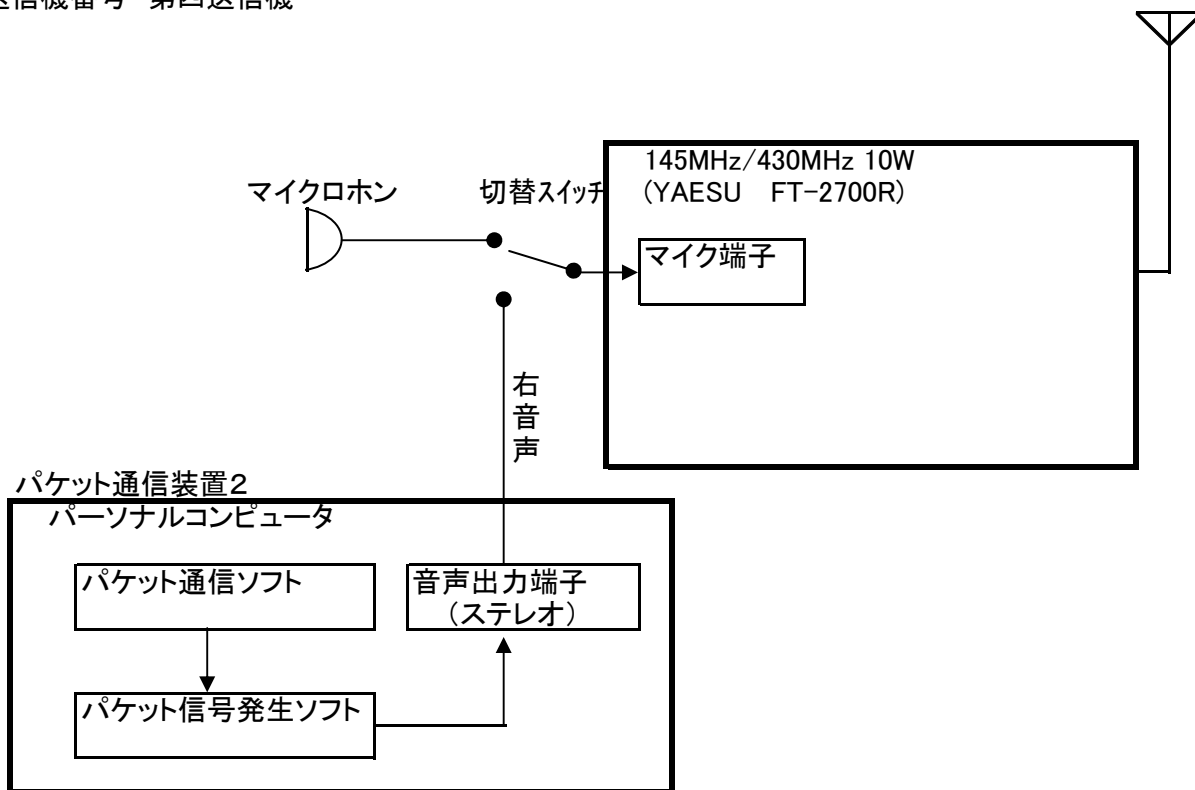 送信機番号 第四送信機
145MHz/430MHz 10W
(YAESU FT-2700R)
マイクロホン
切替スイッチ
マイク端子
右音声
パケット通信装置2
パーソナルコンピュータ
パケット通信ソフト
音声出力端子
(ステレオ)
パケット信号発生ソフト